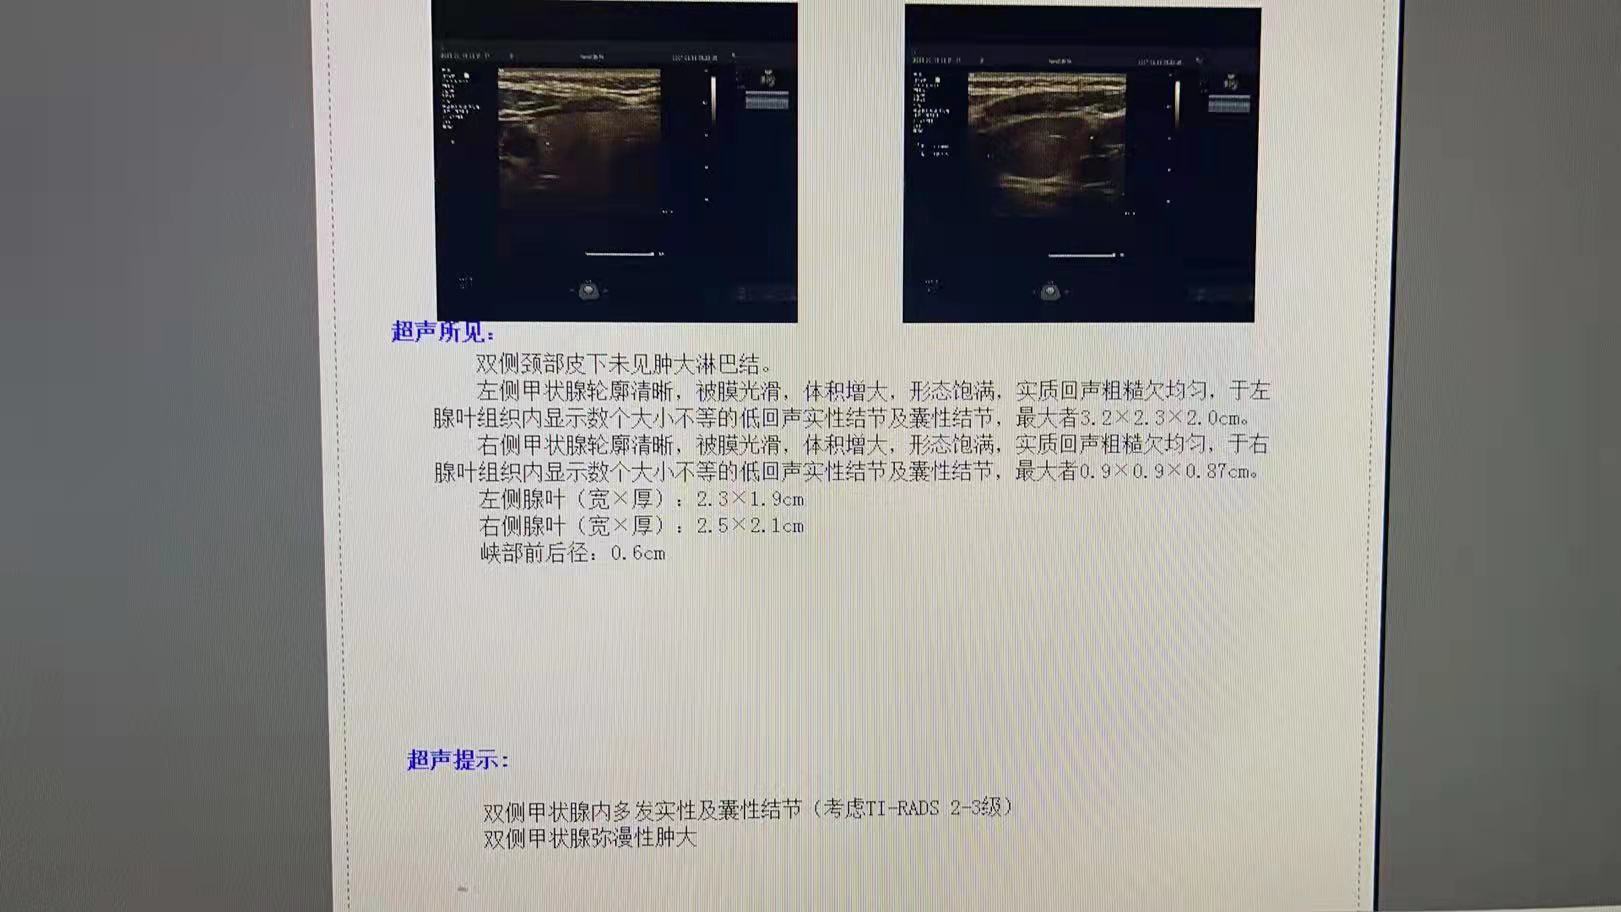 超声所见：
双侧颈部皮下未见肿大淋巴结。
左侧甲状腺轮廓清晰，被膜光滑，体积增大，形态饱满，实质回声粗糙欠均匀，于左
腺叶组织内显示数个大小不等的低回声实性结节及囊性结节，最大者3.2×2.3×2.0cm。
右侧甲状腺轮廓清晰，被膜光滑，体积增大，形态饱满，实质回声粗糙欠均匀，于右
腺叶组织内显示数个大小不等的低回声实性结节及囊性结节，最大者0.9×0.9×0.87cm。
左侧腺叶（宽×厚）：2.3×1.9cm
右侧腺叶（宽×厚）：2.5×2.1cm
峡部前后径：0.6cm
超声提示：
双侧甲状腺内多发实性及囊性结节（考虑TI-RADS 2-3级）
双侧甲状腺弥漫性肿大